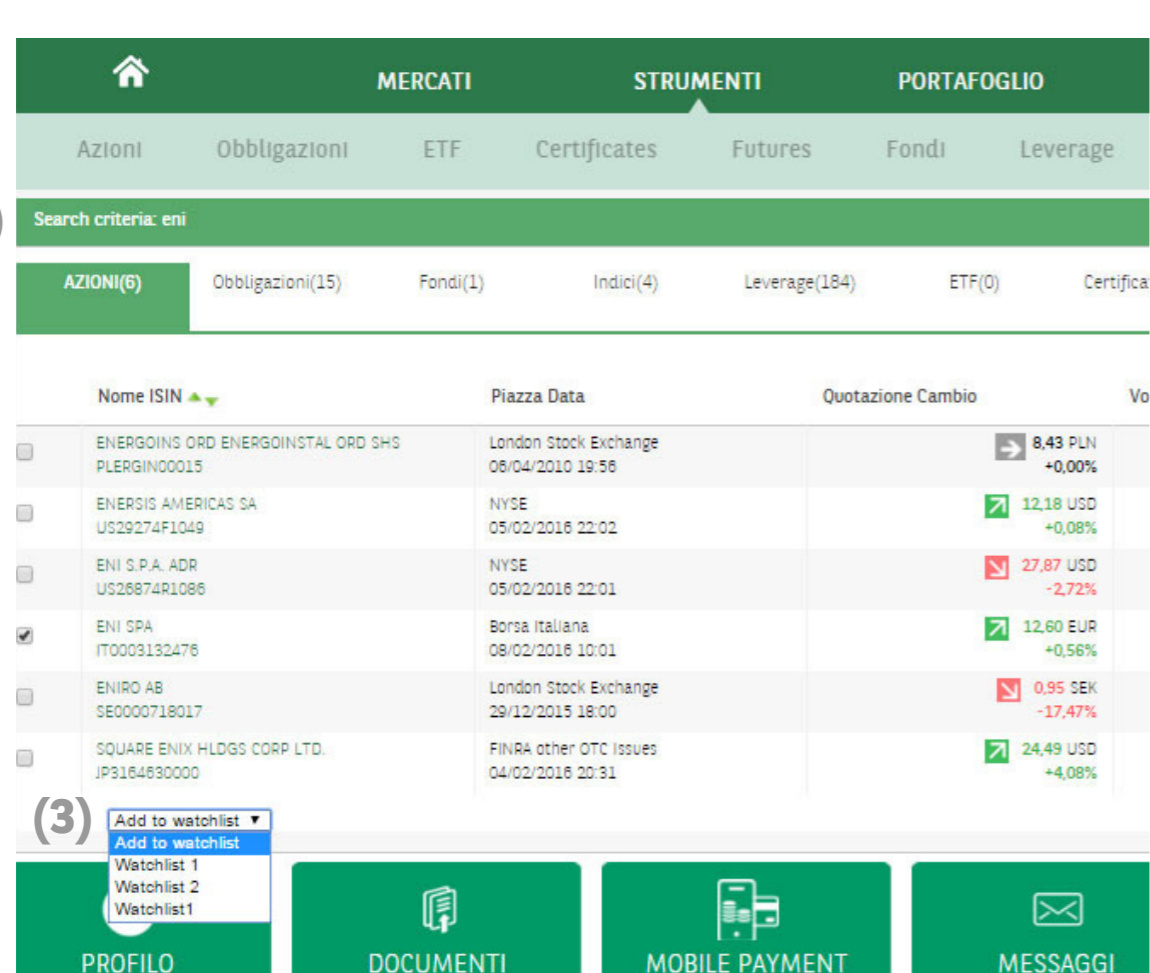 MERCATI STRUMENTI PORTAFOGLIO
Azioni Obbligazioni ETF Certificates Futures Fondi Leverage
)
Search criteria: eni
AZIONI(6) Obbligazioni(15) Fondi(1) Indici(4) Leverage(184) ETF(0) Certifica
Nome ISIN Piazza Data Quotazione Cambio Vo
ENERGOINS ORD ENERGOINSTAL ORD SHS London Stock Exchange 8,43 PLN
PLERGIN00015 06/04/2010 19:56 +0,00%
ENERSIS AMERICAS SA NYSE 12,18 USD
US29274F1049 05/02/2016 22:02 +0,08%
ENI S.P.A. ADR NYSE 27,87 USD
US26874R1086 05/02/2016 22:01 -2,72%
ENI SPA Borsa Italiana 12,60 EUR
IT0003132476 08/02/2016 10:01 +0,56%
ENIRO AB London Stock Exchange 0,95 SEK
SE0000718017 29/12/2015 18:00 -17,47%
SQUARE ENIX HLDGS CORP LTD. FINRA other OTC Issues 24,49 USD
JP3164630000 04/02/2016 20:31 +4,08%
(3) Add to watchlist
Add to watchlist
Watchlist 1
Watchlist 2
Watchlist1
PROFILO DOCUMENTI MOBILE PAYMENT MESSAGGI